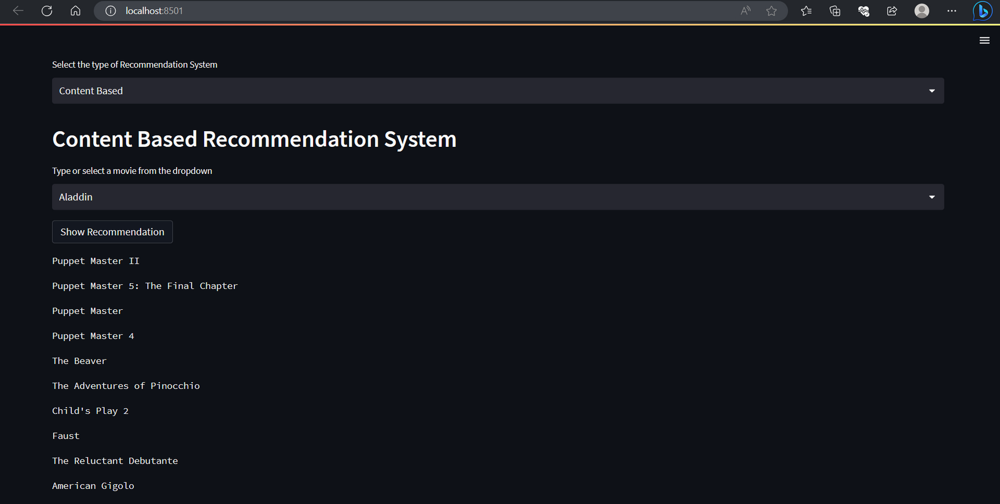 localhost:8501
Select the type of Recommendation System
Content Based
Content Based Recommendation System
Type or select a movie from the dropdown
Aladdin
Show Recommendation
Puppet Master II
Puppet Master 5: The Final Chapter
Puppet Master
Puppet Master 4
The Beaver
The Adventures of Pinocchio
Child's Play 2
Faust
The Reluctant Debutante
American Gigolo